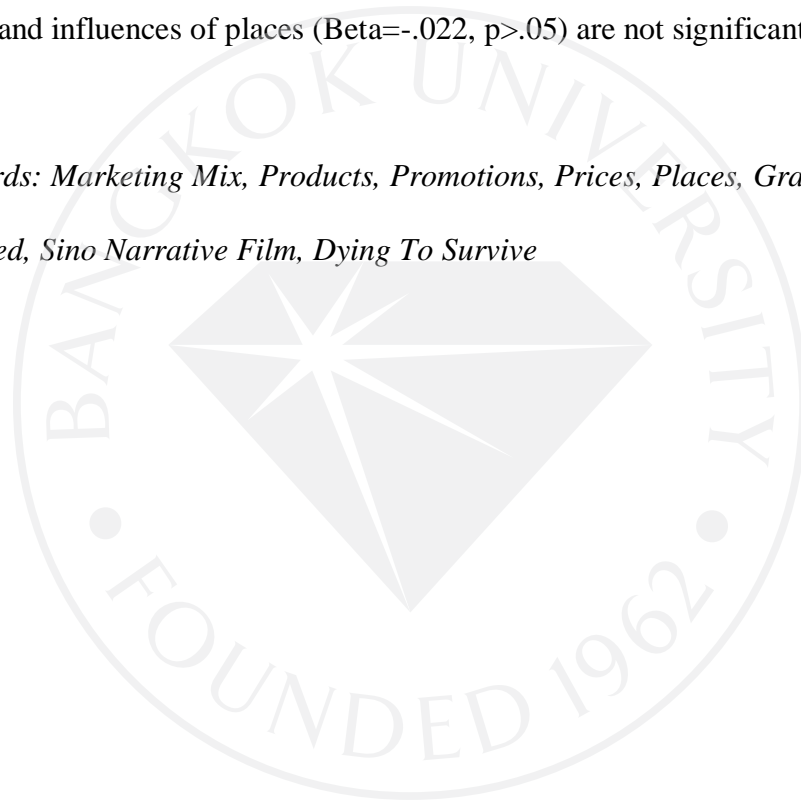 and influences of places (Beta=-.022, p>.05) are not significant
rds: Marketing Mix, Products, Promotions, Prices, Places, Gra
ed, Sino Narrative Film, Dying To Survive
BANGKOK UNIVERSITY
FOUNDED 1962